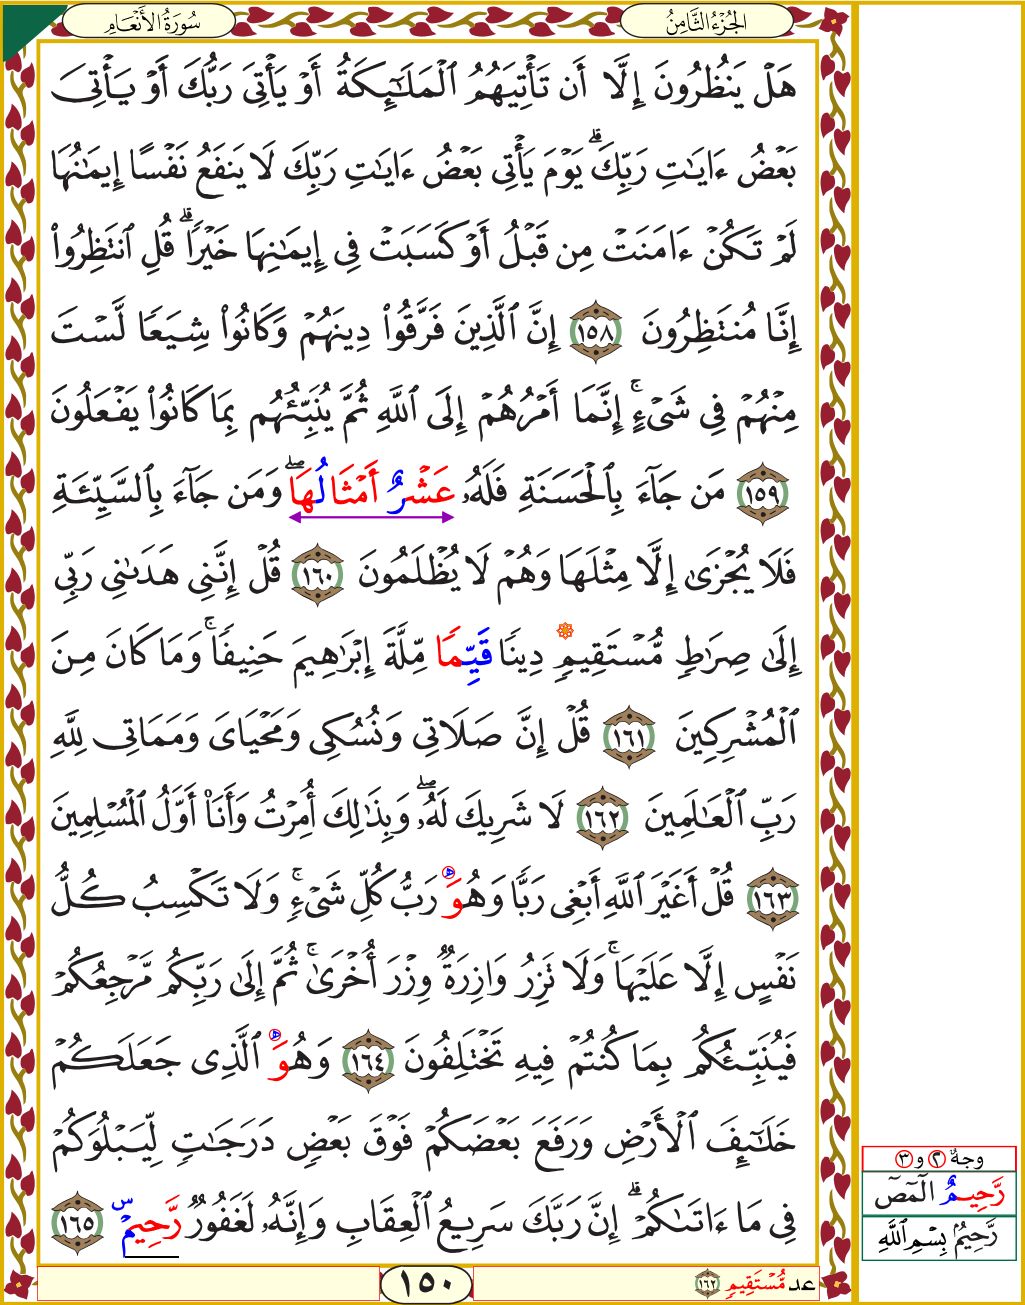 الجُزْءُ الثَّامِنُ
سُورَةُ الأَنْعَامِ
هَلْ يَنظُرُونَ إِلَّا أَن تَأْتِيَهُمُ ٱلْمَلَـٰٓئِكَةُ أَوْ يَأْتِىَ رَبُّكَ أَوْ يَأْتِىَ
بَعْضُ ءَايَـٰتِ رَبِّكَ ۗ يَوْمَ يَأْتِى بَعْضُ ءَايَـٰتِ رَبِّكَ لَا يَنفَعُ نَفْسًا إِيمَـٰنُهَا
لَمْ تَكُنْ ءَامَنَتْ مِن قَبْلُ أَوْ كَسَبَتْ فِى إِيمَـٰنِهَا خَيْرًا ۗ قُلِ ٱنتَظِرُوٓا۟
إِنَّا مُنتَظِرُونَ ١٥٨ إِنَّ ٱلَّذِينَ فَرَّقُوا۟ دِينَهُمْ وَكَانُوا۟ شِيَعًا لَّسْتَ
مِنْهُمْ فِى شَىْءٍ ۚ إِنَّمَا أَمْرُهُمْ إِلَى ٱللَّهِ ثُمَّ يُنَبِّئُهُم بِمَا كَانُوا۟ يَفْعَلُونَ
١٥٩ مَن جَآءَ بِٱلْحَسَنَةِ فَلَهُۥ عَشْرٌ أَمْثَالُهَا ۖ وَمَن جَآءَ بِٱلسَّيِّئَةِ
فَلَا يُجْزَىٰ إِلَّا مِثْلَهَا وَهُمْ لَا يُظْلَمُونَ ١٦٠ قُلْ إِنَّنِى هَدَىٰنِى رَبِّى
إِلَىٰ صِرَٰطٍ مُّسْتَقِيمٍ دِينًا قَيِّمًا مِّلَّةَ إِبْرَٰهِيمَ حَنِيفًا ۚ وَمَا كَانَ مِنَ
ٱلْمُشْرِكِينَ ١٦١ قُلْ إِنَّ صَلَاتِى وَنُسُكِى وَمَحْيَاىَ وَمَمَاتِى لِلَّهِ
رَبِّ ٱلْعَـٰلَمِينَ ١٦٢ لَا شَرِيكَ لَهُۥ ۖ وَبِذَٰلِكَ أُمِرْتُ وَأَنَا۠ أَوَّلُ ٱلْمُسْلِمِينَ
١٦٣ قُلْ أَغَيْرَ ٱللَّهِ أَبْغِى رَبًّا وَهُوَ رَبُّ كُلِّ شَىْءٍ ۚ وَلَا تَكْسِبُ كُلُّ
نَفْسٍ إِلَّا عَلَيْهَا ۚ وَلَا تَزِرُ وَازِرَةٌ وِزْرَ أُخْرَىٰ ۚ ثُمَّ إِلَىٰ رَبِّكُم مَّرْجِعُكُمْ
فَيُنَبِّئُكُم بِمَا كُنتُمْ فِيهِ تَخْتَلِفُونَ ١٦٤ وَهُوَ ٱلَّذِى جَعَلَكُمْ
خَلَـٰٓئِفَ ٱلْأَرْضِ وَرَفَعَ بَعْضَكُمْ فَوْقَ بَعْضٍ دَرَجَـٰتٍ لِّيَبْلُوَكُمْ
فِى مَا ءَاتَىٰكُمْ ۗ إِنَّ رَبَّكَ سَرِيعُ ٱلْعِقَابِ وَإِنَّهُۥ لَغَفُورٌ رَّحِيمٌ ١٦٥
وجهٌ ٢ و ٣
رَّحِيمٌ الٓمٓصٓ
رَّحِيمٌ بِسْمِ ٱللَّهِ
عد مُّسْتَقِيمٍ ١٦٢
١٥٠